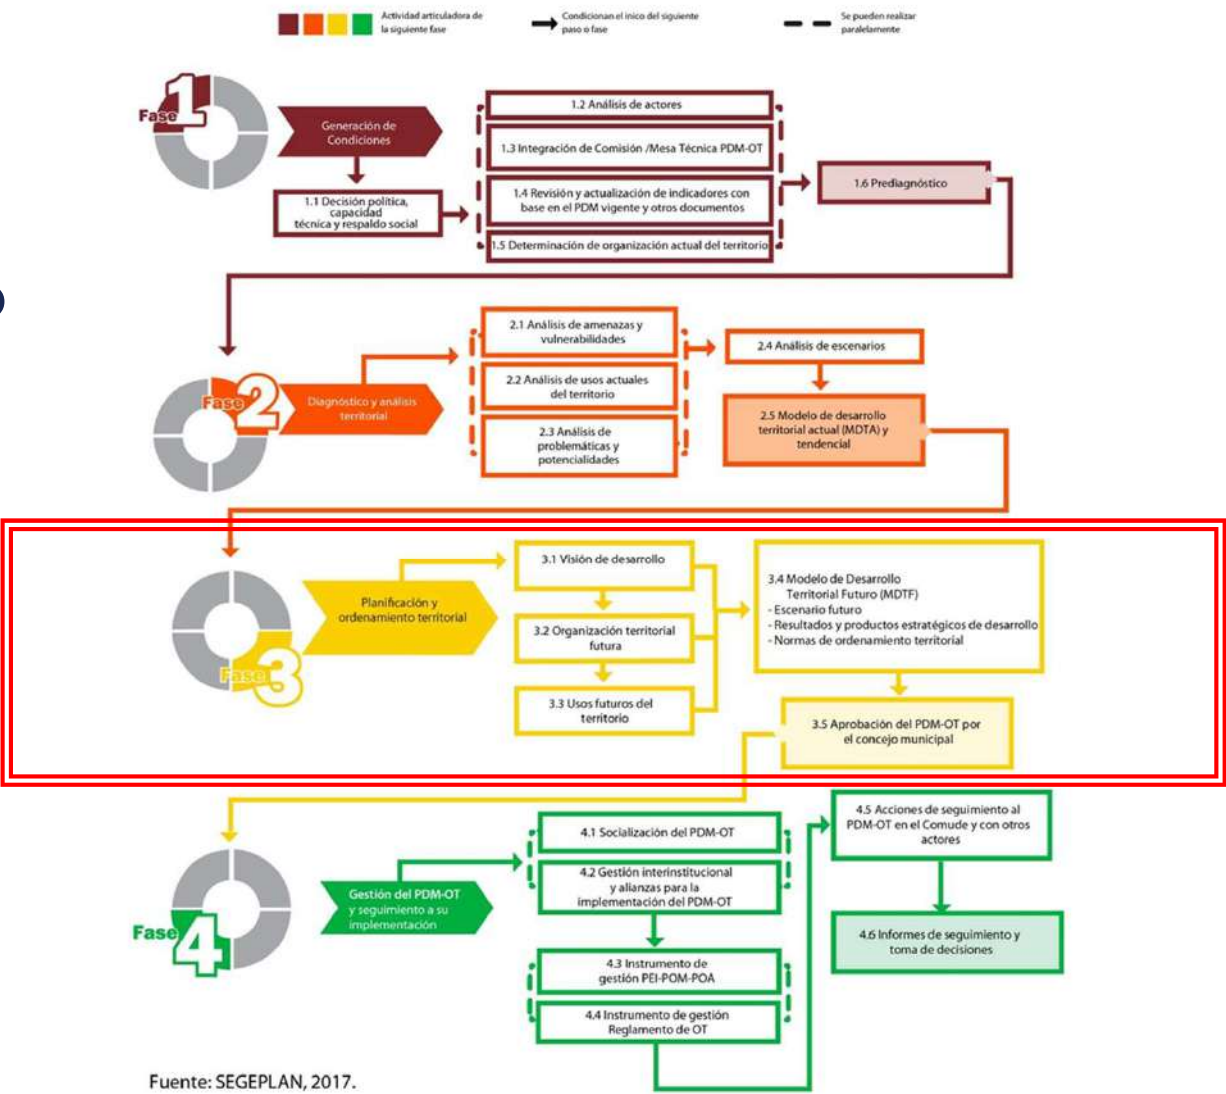 Actividad articuladora de
la siguiente fase
Condicionan el inico del siguiente
paso o fase
Se pueden realizar
paralelamente
Fase 1
Generación de
Condiciones
1.1 Decisión política,
capacidad
técnica y respaldo social
1.2 Análisis de actores
1.3 Integración de Comisión /Mesa Técnica PDM-OT
1.4 Revisión y actualización de indicadores con
base en el PDM vigente y otros documentos
1.5 Determinación de organización actual del territorio
1.6 Prediagnóstico
Fase 2
Diagnóstico y análisis
territorial
2.1 Análisis de amenazas y
vulnerabilidades
2.2 Análisis de usos actuales
del territorio
2.3 Análisis de
problemáticas y
potencialidades
2.4 Análisis de escenarios
2.5 Modelo de desarrollo
territorial actual (MDTA) y
tendencial
Fase 3
Planificación y
ordenamiento territorial
3.1 Visión de desarrollo
3.2 Organización territorial
futura
3.3 Usos futuros del
territorio
3.4 Modelo de Desarrollo
Territorial Futuro (MDTF)
- Escenario futuro
- Resultados y productos estratégicos de desarrollo
- Normas de ordenamiento territorial
3.5 Aprobación del PDM-OT por
el concejo municipal
Fase 4
Gestión del PDM-OT
y seguimiento a su
implementación
4.1 Socialización del PDM-OT
4.2 Gestión interinstitucional
y alianzas para la
implementación del PDM-OT
4.3 Instrumento de
gestión PEI-POM-POA
4.4 Instrumento de gestión
Reglamento de OT
4.5 Acciones de seguimiento al
PDM-OT en el Comude y con otros
actores
4.6 Informes de seguimiento y
toma de decisiones
Fuente: SEGEPLAN, 2017.